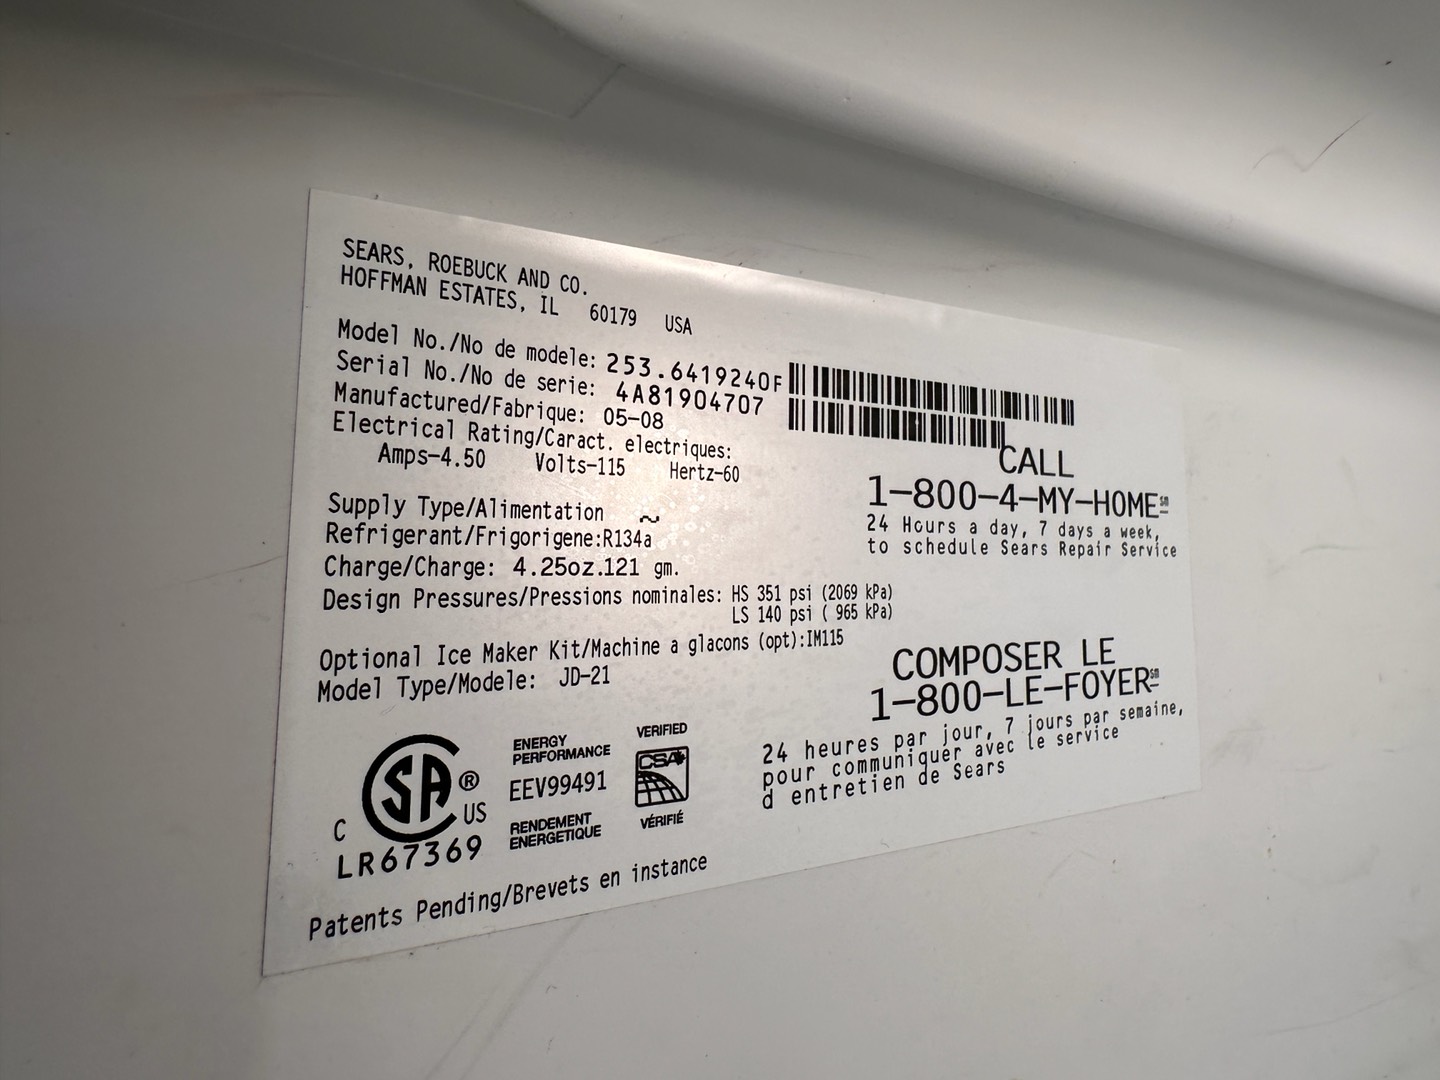 SEARS, ROEBUCK AND CO.
HOFFMAN ESTATES, IL 60179 USA
Model No./No de modele: 253.6419240F
Serial No./No de serie: 4A81904707
Manufactured/Fabrique: 05-08
Electrical Rating/Caract. electriques:
Amps-4.50 Volts-115 Hertz-60
Supply Type/Alimentation ~
Refrigerant/Frigorigene:R134a
Charge/Charge: 4.25oz.121 gm.
Design Pressures/Pressions nominales: HS 351 psi (2069 kPa)
LS 140 psi ( 965 kPa)
Optional Ice Maker Kit/Machine a glacons (opt):IM115
Model Type/Modele: JD-21
CALL
1-800-4-MY-HOME℠
24 Hours a day, 7 days a week,
to schedule Sears Repair Service
COMPOSER LE
1-800-LE-FOYER℠
24 heures par jour, 7 jours par semaine,
pour communiquer avec le service
d entretien de Sears
C SA ® US
LR67369
ENERGY
PERFORMANCE
EEV99491
RENDEMENT
ENERGETIQUE
VERIFIED
CSA
VÉRIFIÉ
Patents Pending/Brevets en instance